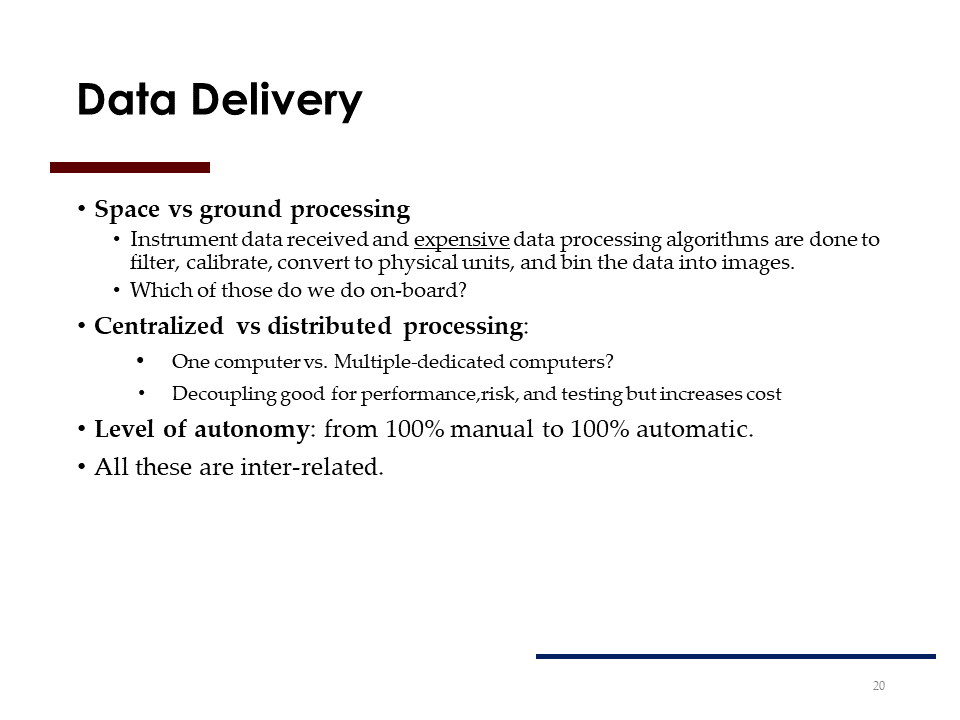 Data Delivery
• Space vs ground processing
• Instrument data received and expensive data processing algorithms are done to
filter, calibrate, convert to physical units, and bin the data into images.
• Which of those do we do on-board?
• Centralized vs distributed processing:
• One computer vs. Multiple-dedicated computers?
• Decoupling good for performance,risk, and testing but increases cost
• Level of autonomy: from 100% manual to 100% automatic.
• All these are inter-related.
20